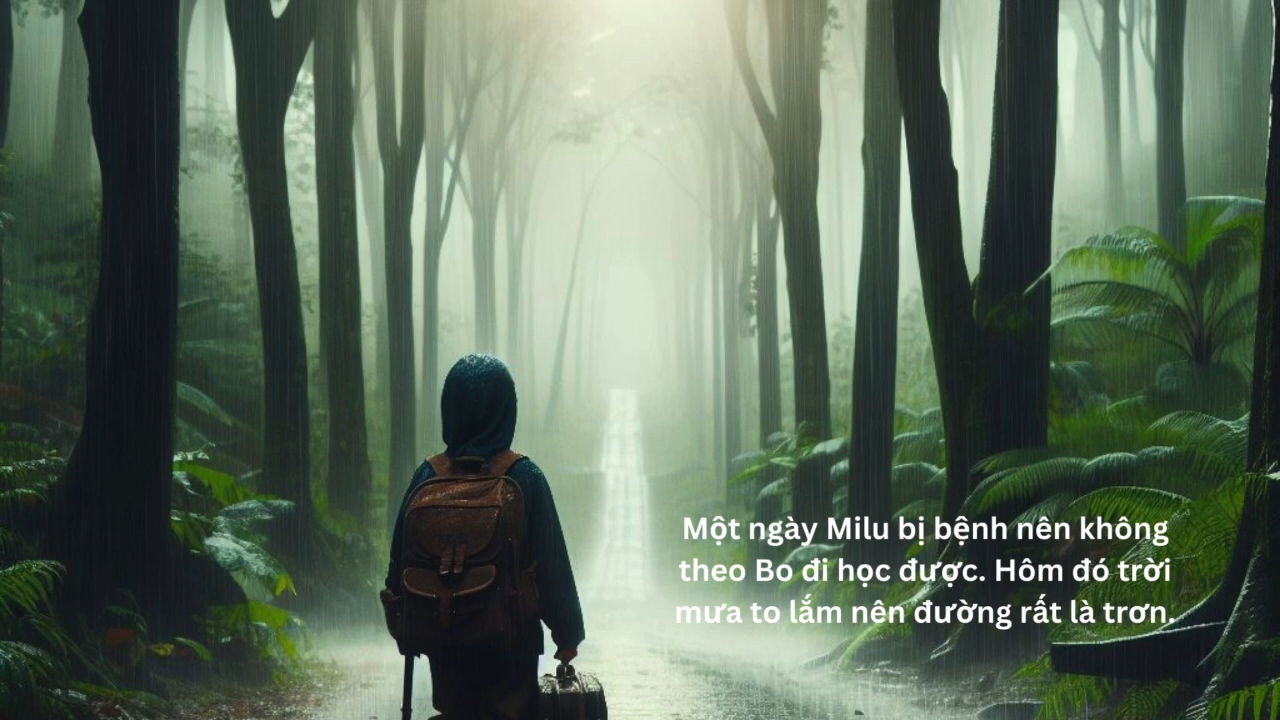 Một ngày Milu bị bệnh nên không
theo Bo đi học được. Hôm đó trời
mưa to lắm nên đường rất là trơn.